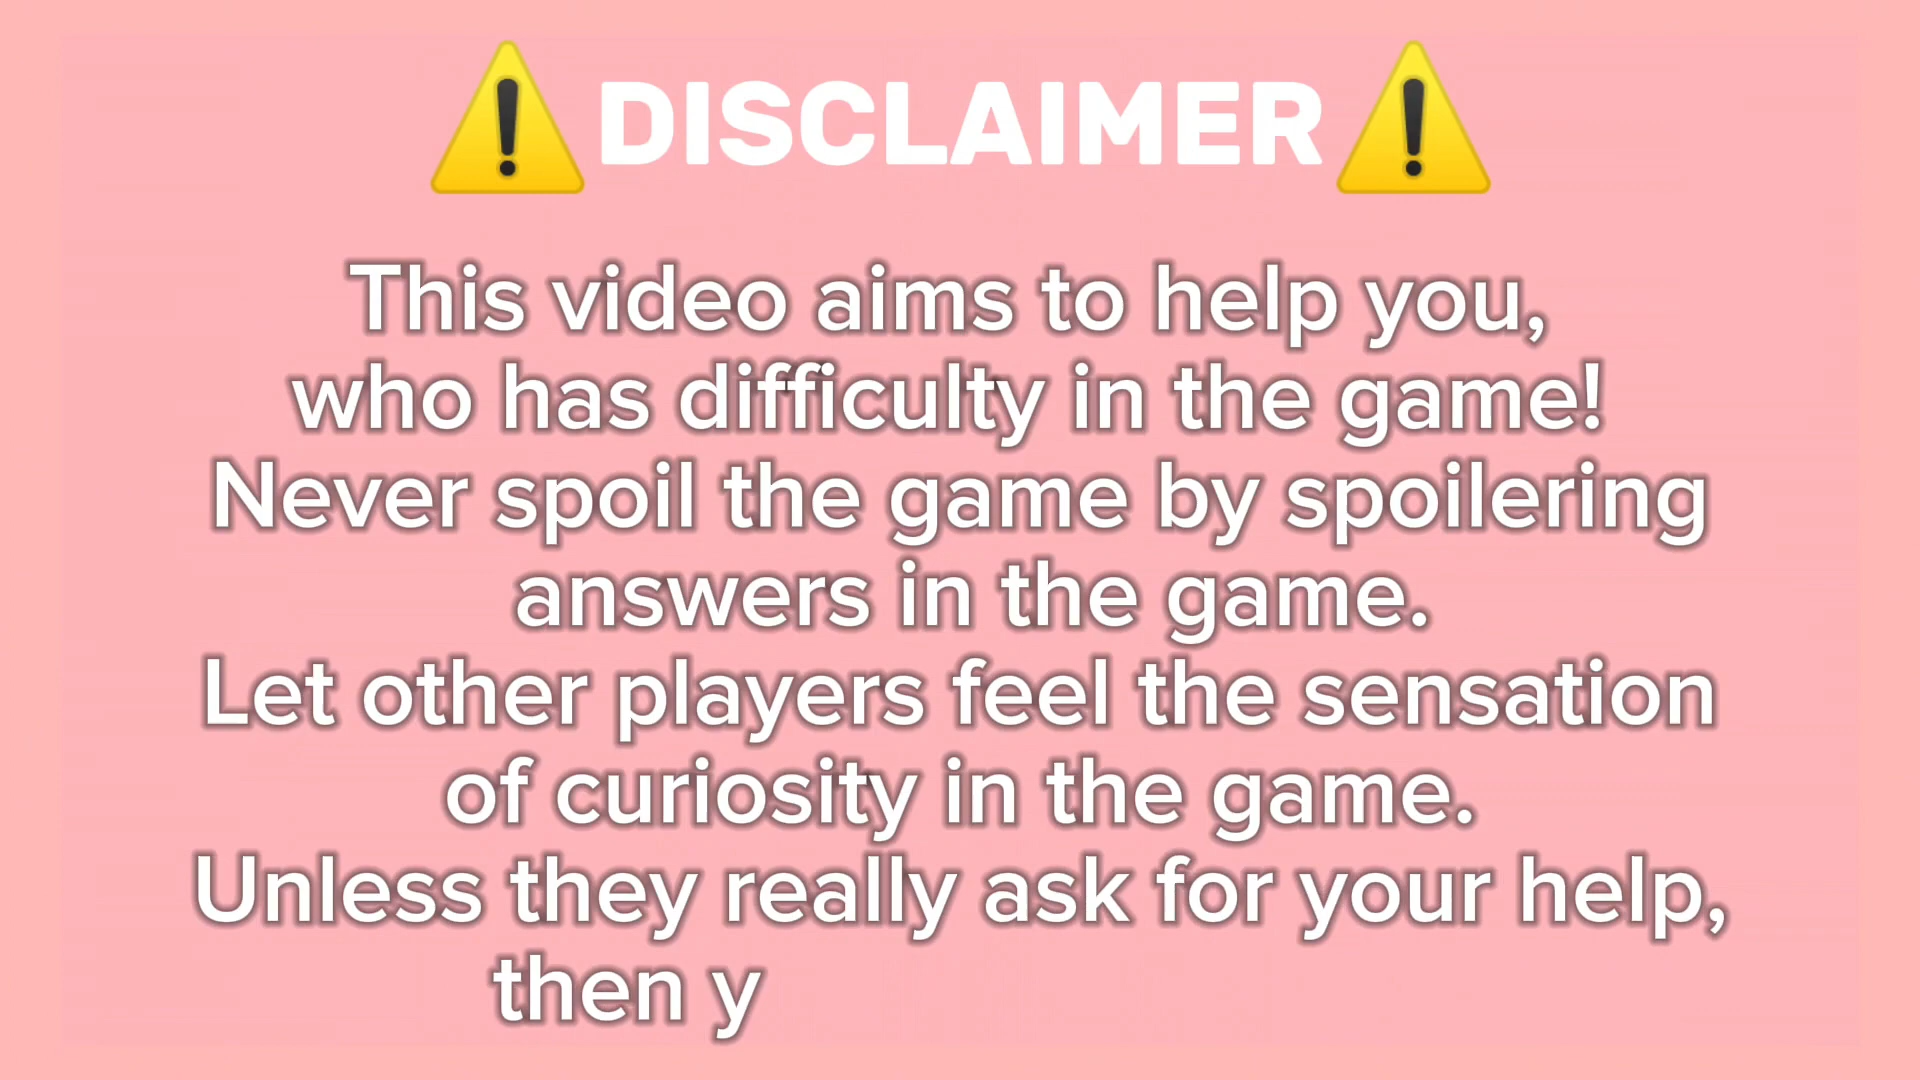 ⚠️DISCLAIMER⚠️
This video aims to help you,
who has difficulty in the game!
Never spoil the game by spoilering
answers in the game.
Let other players feel the sensation
of curiosity in the game.
Unless they really ask for your help,
then y